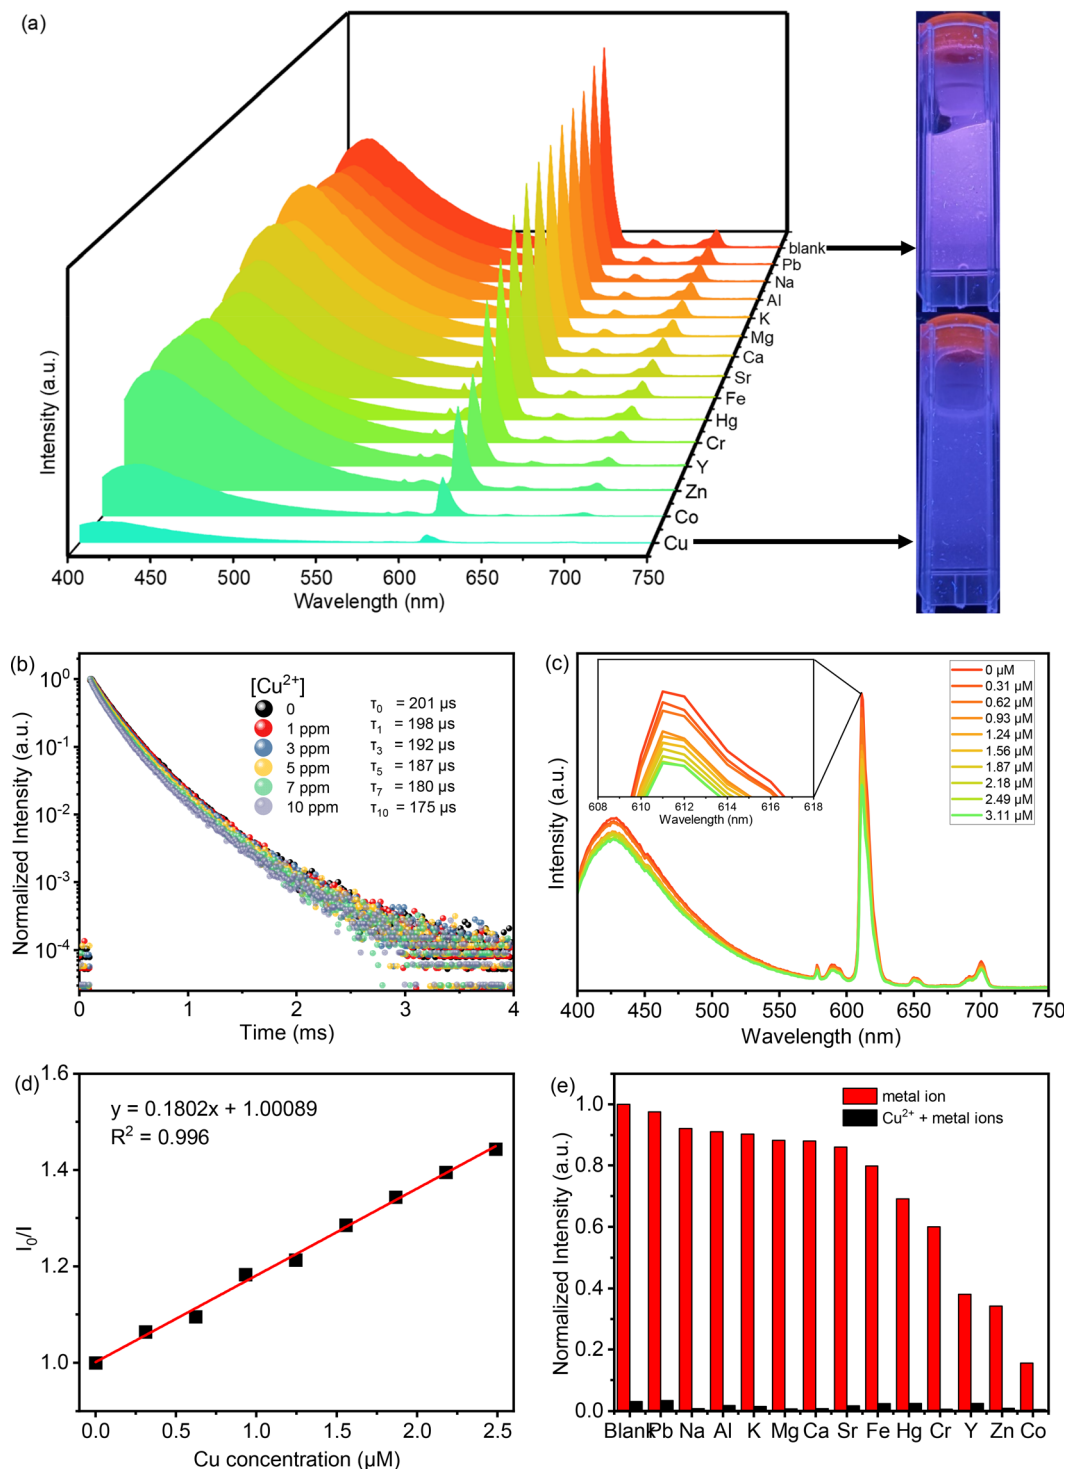 (a)
Intensity (a.u.)
blank
Pb
Na
Al
K
Mg
Ca
Sr
Fe
Hg
Cr
Y
Zn
Co
Cu
400 450 500 550 600 650 700 750
Wavelength (nm)
(b)
Normalized Intensity (a.u.)
10⁰
10⁻¹
10⁻²
10⁻³
10⁻⁴
[Cu²⁺]
0
1 ppm
3 ppm
5 ppm
7 ppm
10 ppm
τ₀ = 201 µs
τ₁ = 198 µs
τ₃ = 192 µs
τ₅ = 187 µs
τ₇ = 180 µs
τ₁₀ = 175 µs
0 1 2 3 4
Time (ms)
(c)
Intensity (a.u.)
608 610 612 614 616 618
Wavelength (nm)
0 µM
0.31 µM
0.62 µM
0.93 µM
1.24 µM
1.56 µM
1.87 µM
2.18 µM
2.49 µM
3.11 µM
400 450 500 550 600 650 700 750
Wavelength (nm)
(d)
I₀/I
1.6
1.4
1.2
1.0
y = 0.1802x + 1.00089
R² = 0.996
0.0 0.5 1.0 1.5 2.0 2.5
Cu concentration (µM)
(e)
Normalized Intensity (a.u.)
1.0
0.8
0.6
0.4
0.2
0.0
metal ion
Cu²⁺ + metal ions
Blank Pb Na Al K Mg Ca Sr Fe Hg Cr Y Zn Co